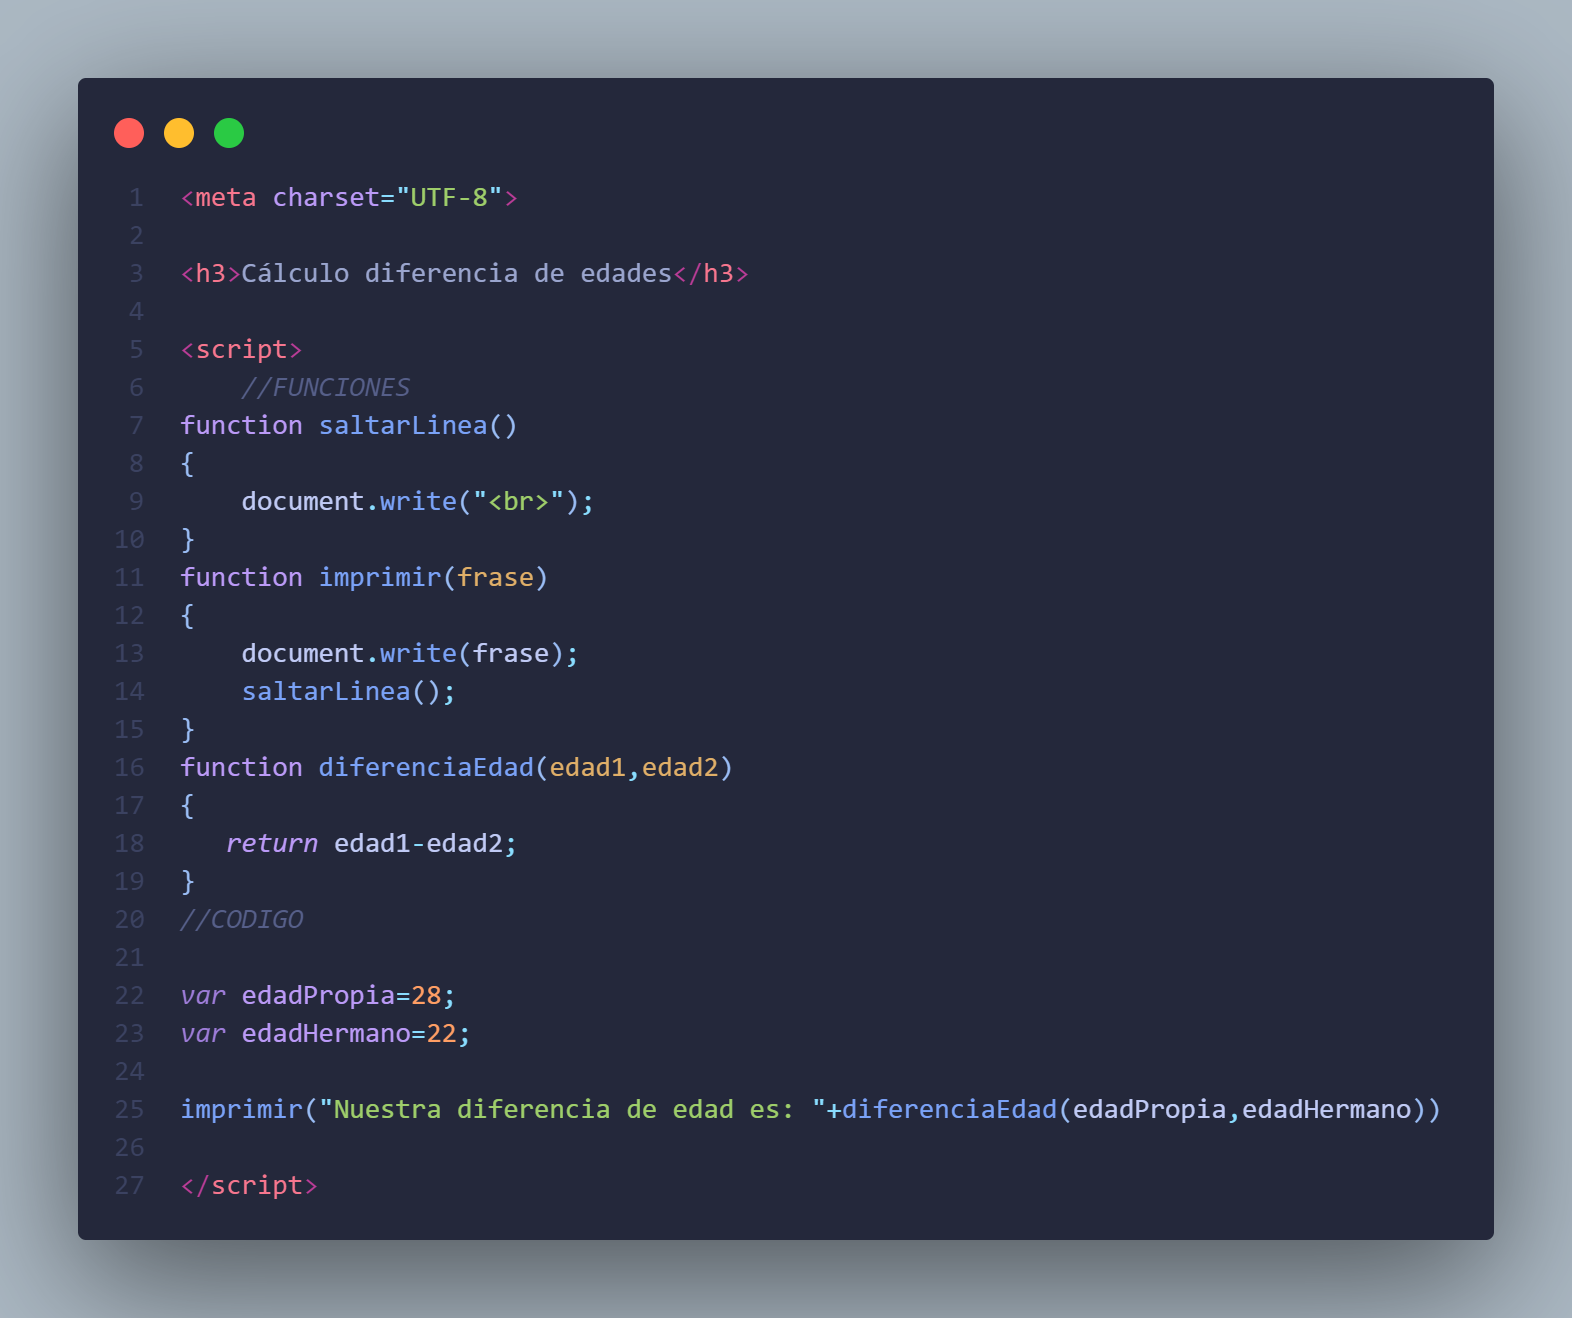 1 <meta charset="UTF-8">
2
3 <h3>Cálculo diferencia de edades</h3>
4
5 <script>
6     //FUNCIONES
7 function saltarLinea()
8 {
9     document.write("<br>");
10 }
11 function imprimir(frase)
12 {
13     document.write(frase);
14     saltarLinea();
15 }
16 function diferenciaEdad(edad1,edad2)
17 {
18    return edad1-edad2;
19 }
20 //CODIGO
21
22 var edadPropia=28;
23 var edadHermano=22;
24
25 imprimir("Nuestra diferencia de edad es: "+diferenciaEdad(edadPropia,edadHermano))
26
27 </script>